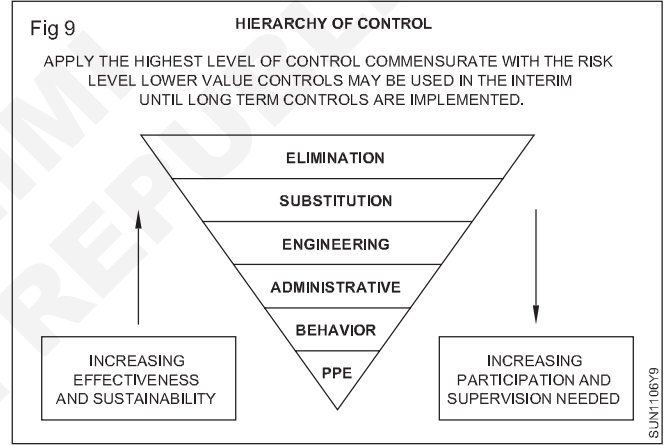 Fig 9
HIERARCHY OF CONTROL
APPLY THE HIGHEST LEVEL OF CONTROL COMMENSURATE WITH THE RISK
LEVEL LOWER VALUE CONTROLS MAY BE USED IN THE INTERIM
UNTIL LONG TERM CONTROLS ARE IMPLEMENTED.
ELIMINATION
SUBSTITUTION
ENGINEERING
ADMINISTRATIVE
BEHAVIOR
PPE
INCREASING
EFFECTIVENESS
AND SUSTAINABILITY
INCREASING
PARTICIPATION AND
SUPERVISION NEEDED
SUN1106Y9